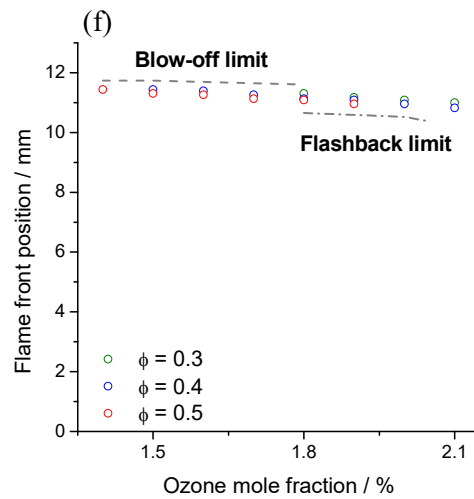 (f)
Blow-off limit
Flashback limit
Flame front position / mm
12
10
8
6
4
2
0
ϕ = 0.3
ϕ = 0.4
ϕ = 0.5
1.5
1.8
2.1
Ozone mole fraction / %